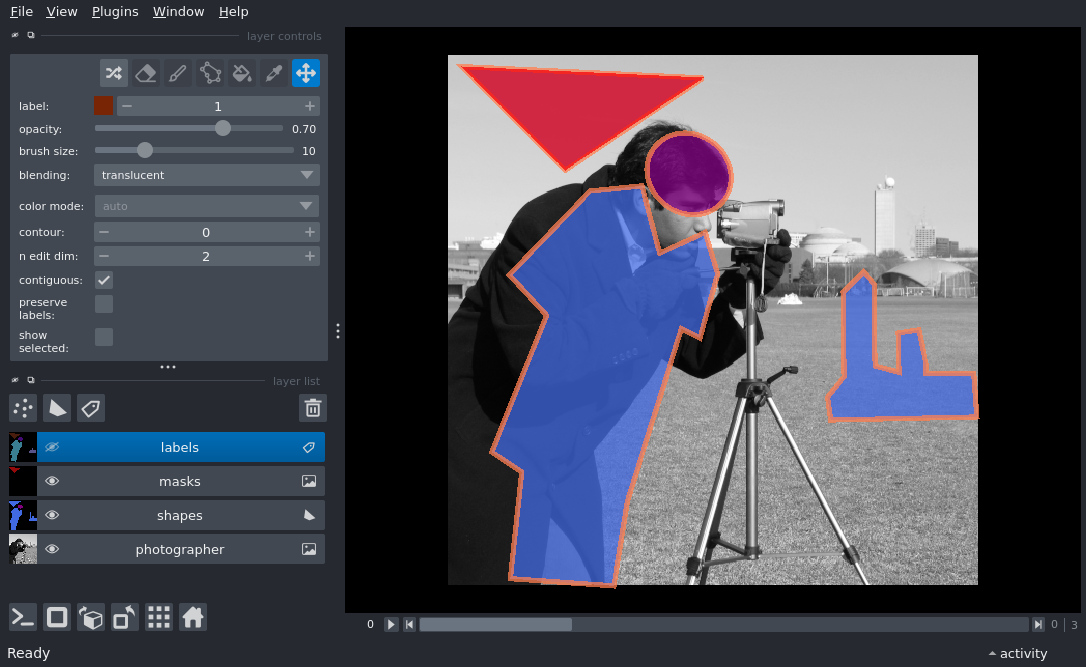 File View Plugins Window Help
layer controls
label: 1
opacity: 0.70
brush size: 10
blending: translucent
color mode: auto
contour: 0
n edit dim: 2
contiguous:
preserve
labels:
show
selected:
layer list
labels
masks
shapes
photographer
0 0 3
Ready activity